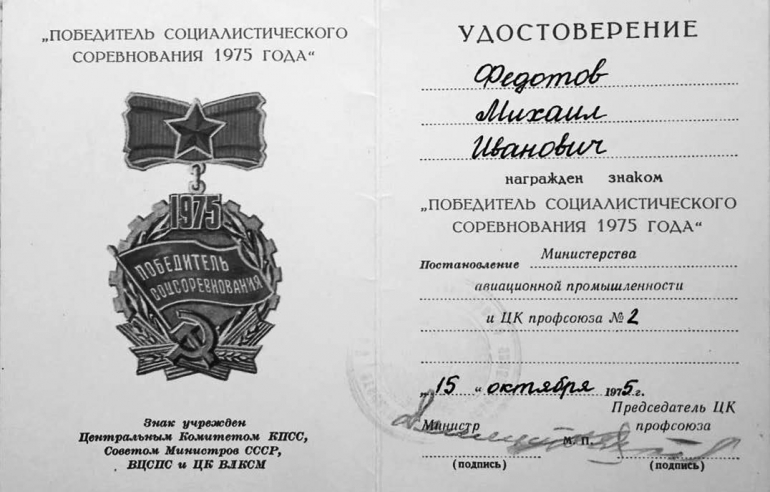 „ПОБЕДИТЕЛЬ СОЦИАЛИСТИЧЕСКОГО
СОРЕВНОВАНИЯ 1975 ГОДА“
1975
ПОБЕДИТЕЛЬ
СОЦСОРЕВНОВАНИЯ
Знак учрежден
Центральным Комитетом КПСС,
Советом Министров СССР,
ВЦСПС и ЦК ВЛКСМ
УДОСТОВЕРЕНИЕ
Федотов
Михаил
Иванович
награжден знаком
„ПОБЕДИТЕЛЬ СОЦИАЛИСТИЧЕСКОГО
СОРЕВНОВАНИЯ 1975 ГОДА“
Постановление Министерства
авиационной промышленности
и ЦК профсоюза № 2
„15“ октября 1975г.
Председатель ЦК
Министр профсоюза
М. П.
(подпись) (подпись)